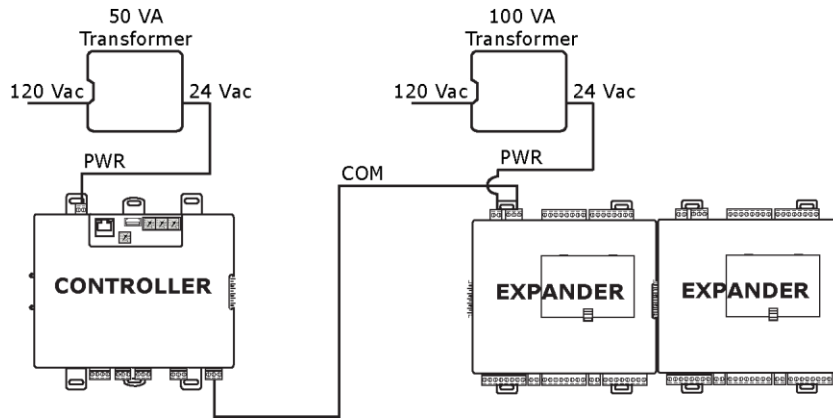 50 VA
Transformer
100 VA
Transformer
120 Vac
24 Vac
120 Vac
24 Vac
PWR
COM
PWR
CONTROLLER
EXPANDER
EXPANDER